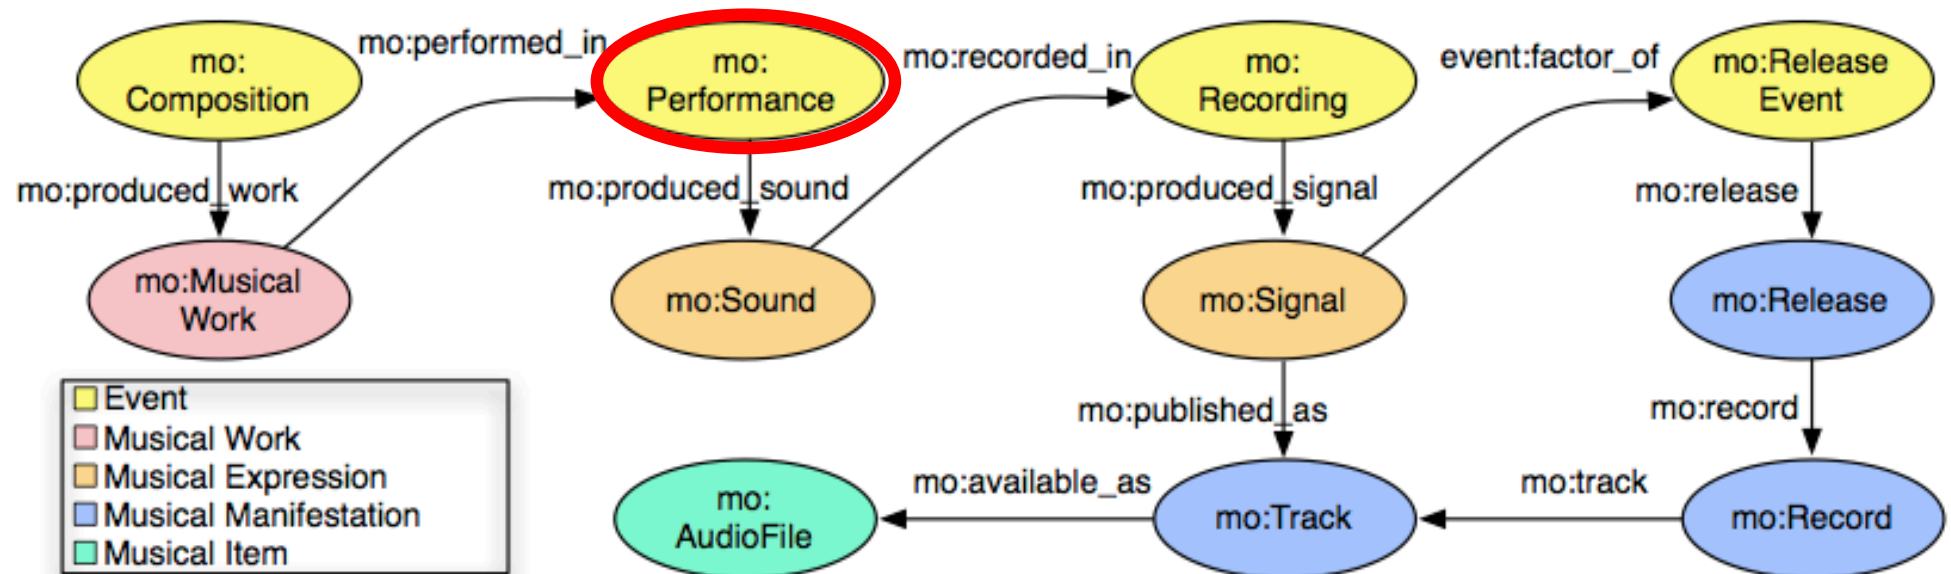 mo:
Composition
mo:performed_in
mo:
Performance
mo:recorded_in
mo:
Recording
event:factor_of
mo:Release
Event
mo:produced_work
mo:produced_sound
mo:produced_signal
mo:release
mo:Musical
Work
mo:Sound
mo:Signal
mo:Release
mo:published_as
mo:record
Event
Musical Work
Musical Expression
Musical Manifestation
Musical Item
mo:
AudioFile
mo:available_as
mo:Track
mo:track
mo:Record